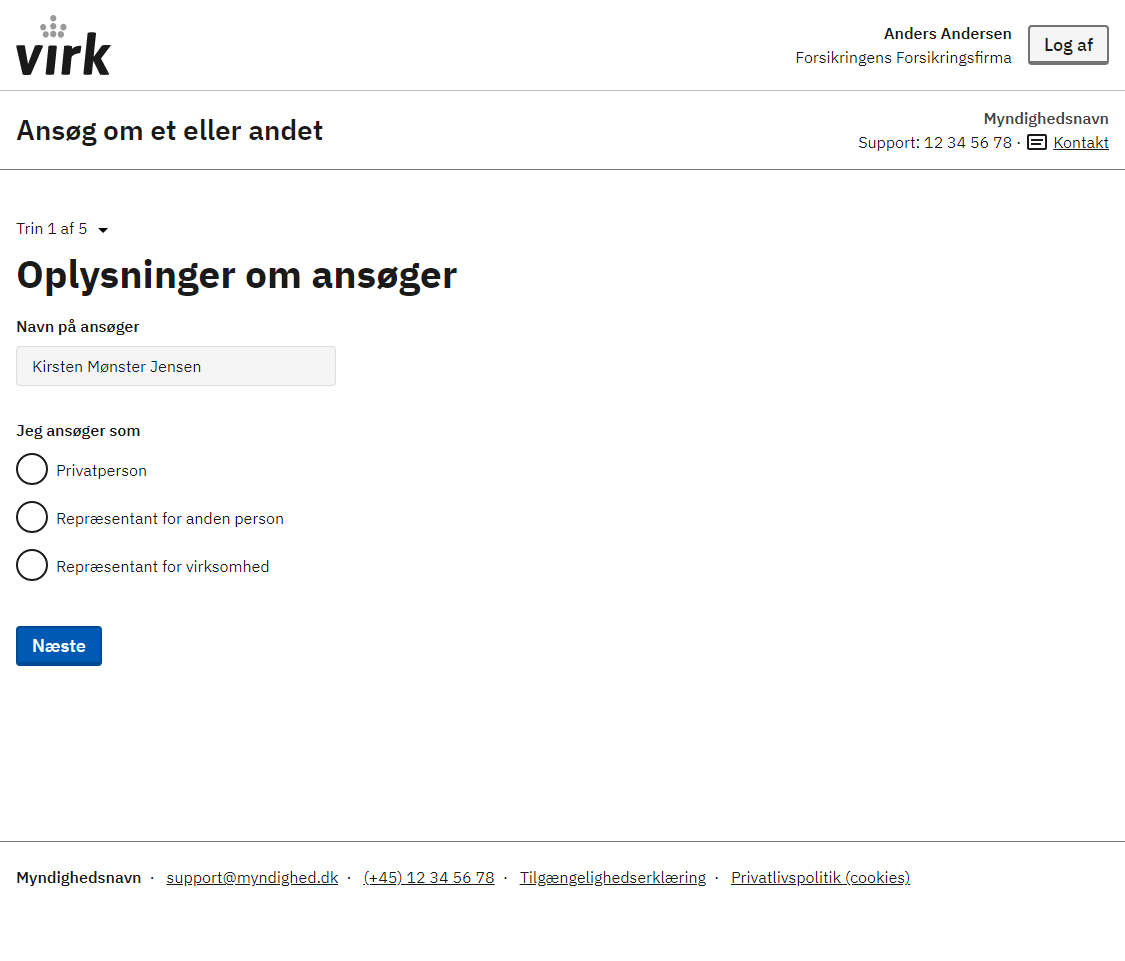 virk
Anders Andersen
Forsikringens Forsikringsfirma
Log af
Ansøg om et eller andet
Myndighedsnavn
Support: 12 34 56 78 · Kontakt
Trin 1 af 5
Oplysninger om ansøger
Navn på ansøger
Kirsten Mønster Jensen
Jeg ansøger som
Privatperson
Repræsentant for anden person
Repræsentant for virksomhed
Næste
Myndighedsnavn · support@myndighed.dk · (+45) 12 34 56 78 · Tilgængelighedserklæring · Privatlivspolitik (cookies)